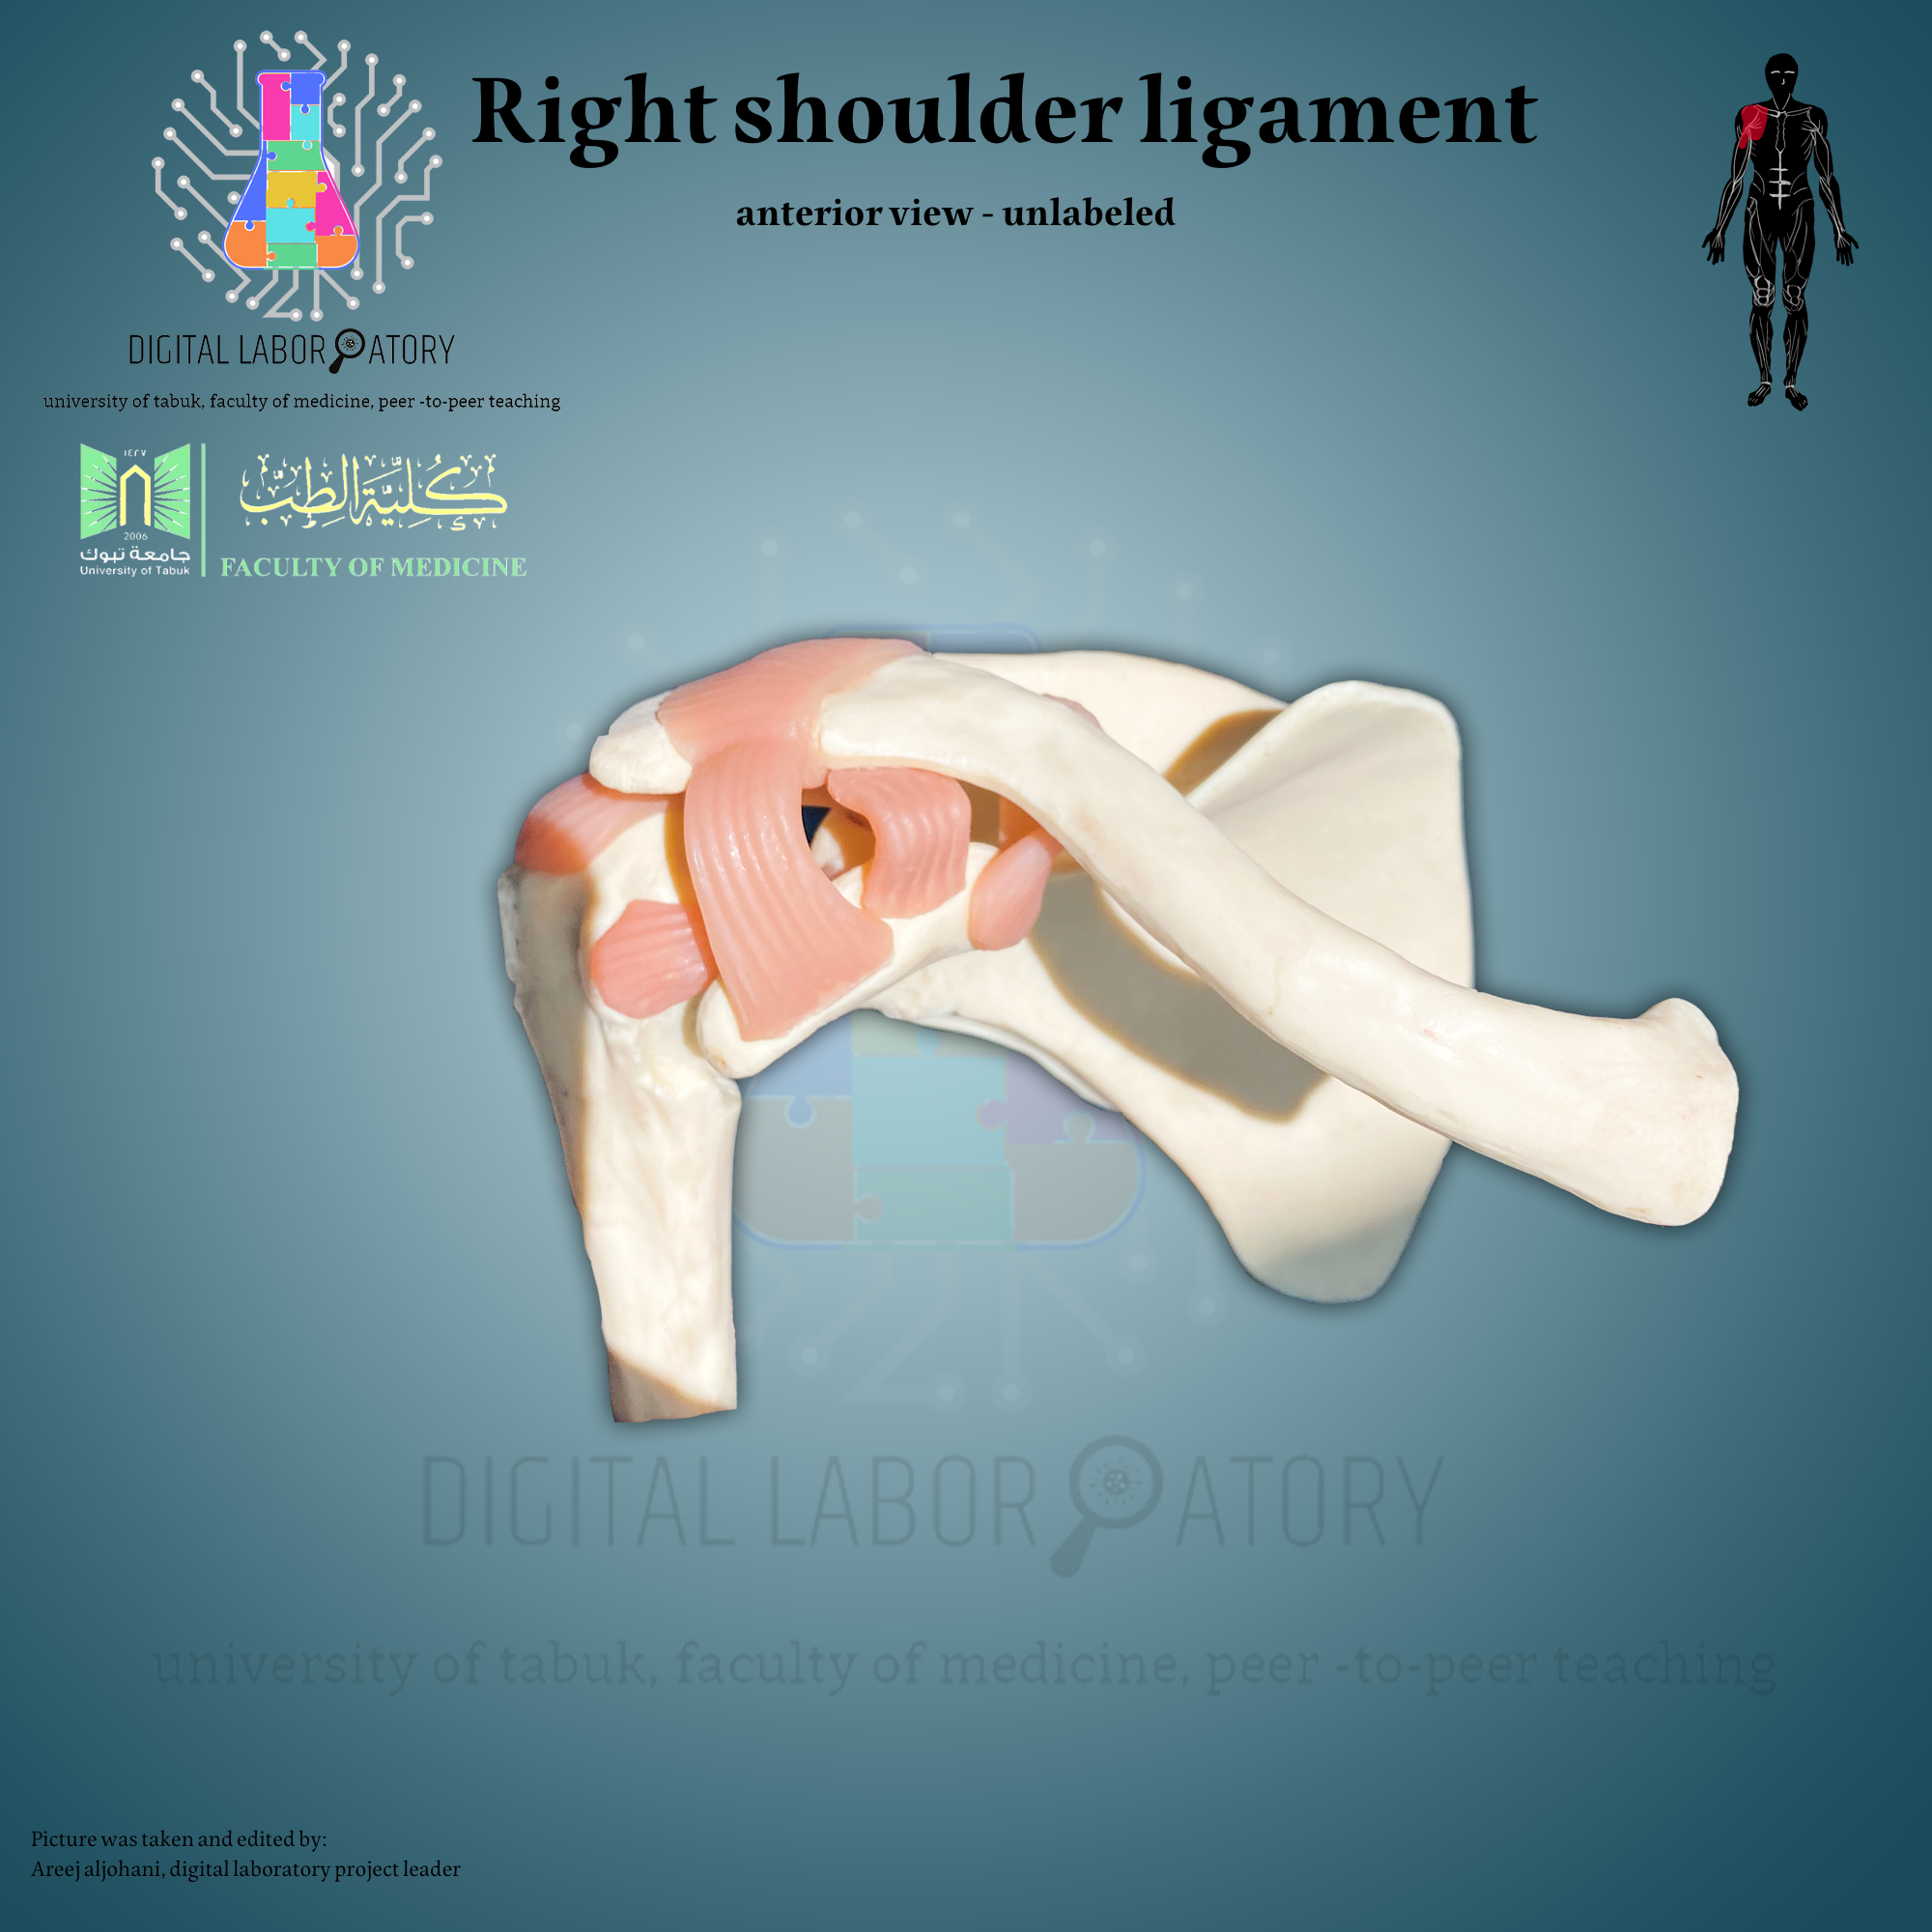 Right shoulder ligament
anterior view - unlabeled
DIGITAL LABORATORY
university of tabuk, faculty of medicine, peer -to-peer teaching
١٤٢٧
2006
جامعة تبوك
University of Tabuk
كُلِيَّة الطِبّ
FACULTY OF MEDICINE
DIGITAL LABORATORY
university of tabuk, faculty of medicine, peer -to-peer teaching
Picture was taken and edited by:
Areej aljohani, digital laboratory project leader